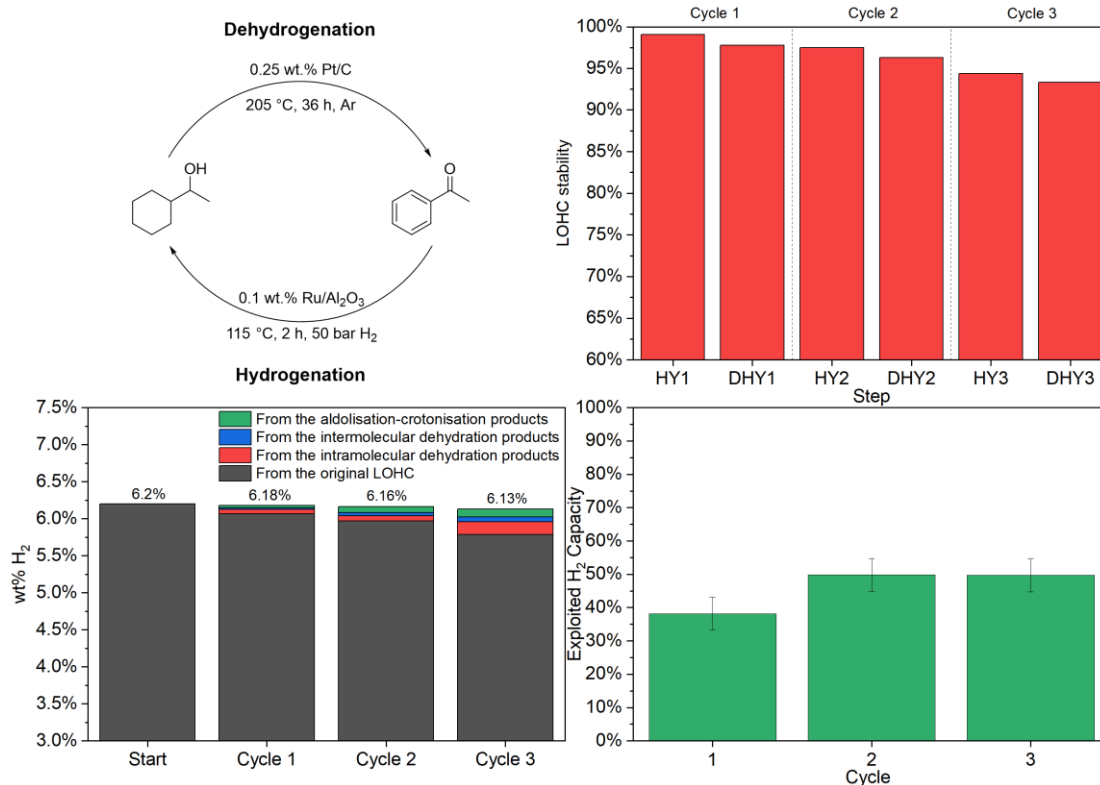 Dehydrogenation
0.25 wt.% Pt/C
205 °C, 36 h, Ar
OH
O
0.1 wt.% Ru/Al₂O₃
115 °C, 2 h, 50 bar H₂
Hydrogenation
Cycle 1 Cycle 2 Cycle 3
100%
95%
90%
85%
80%
75%
70%
65%
60%
LOHC stability
HY1 DHY1 HY2 DHY2 HY3 DHY3
Step
7.5%
7.0%
6.5%
6.0%
5.5%
5.0%
4.5%
4.0%
3.5%
3.0%
wt% H₂
From the aldolisation-crotonisation products
From the intermolecular dehydration products
From the intramolecular dehydration products
From the original LOHC
6.2% 6.18% 6.16% 6.13%
Start Cycle 1 Cycle 2 Cycle 3
100%
90%
80%
70%
60%
50%
40%
30%
20%
10%
0%
Exploited H₂ Capacity
1 2 3
Cycle